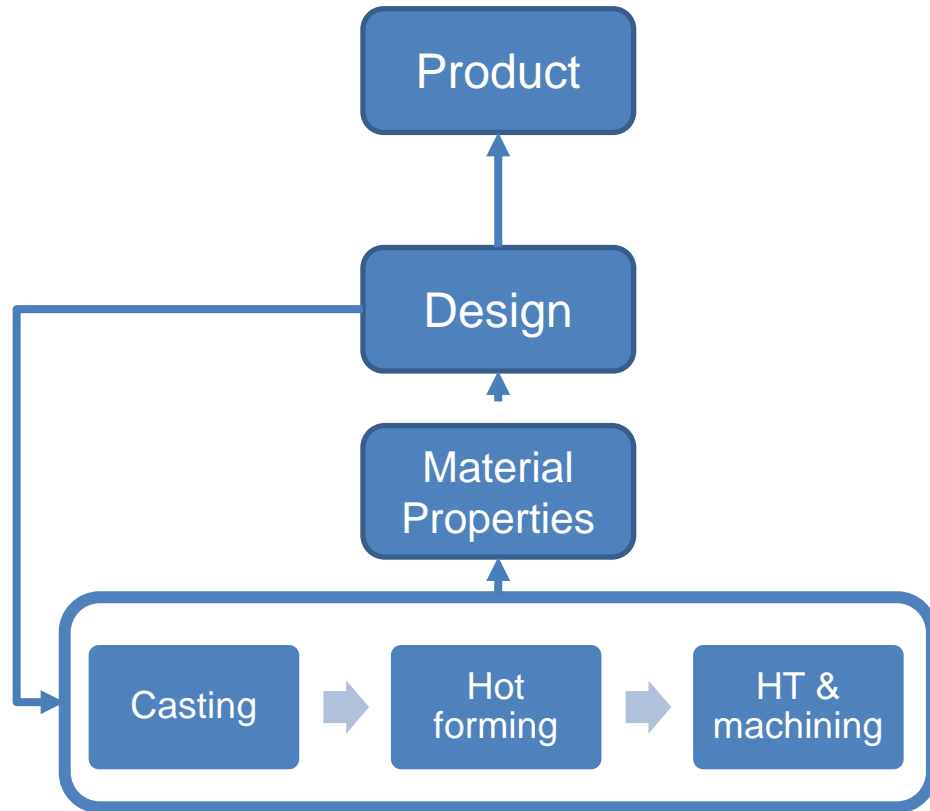 Product
Design
Material
Properties
Casting
Hot
forming
HT &
machining